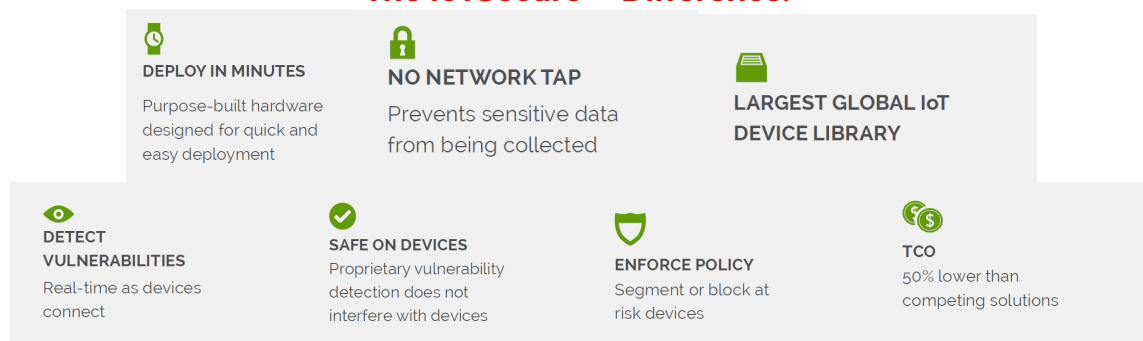 DEPLOY IN MINUTES
Purpose-built hardware
designed for quick and
easy deployment
NO NETWORK TAP
Prevents sensitive data
from being collected
LARGEST GLOBAL IoT
DEVICE LIBRARY
DETECT
VULNERABILITIES
Real-time as devices
connect
SAFE ON DEVICES
Proprietary vulnerability
detection does not
interfere with devices
ENFORCE POLICY
Segment or block at
risk devices
TCO
50% lower than
competing solutions